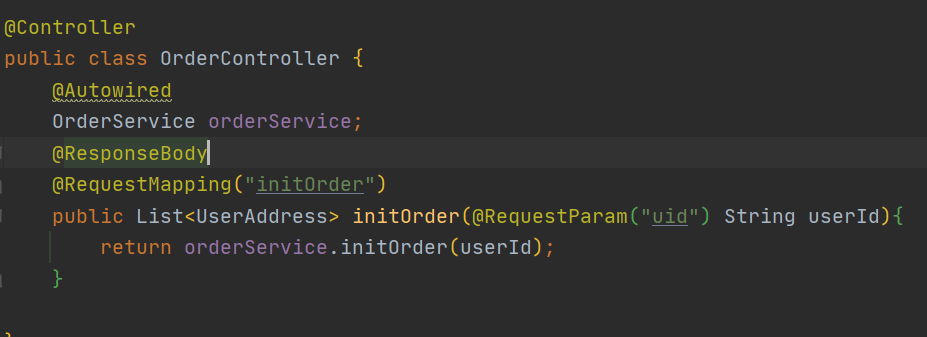 @Controller
public class OrderController {
    @Autowired
    OrderService orderService;
    @ResponseBody
    @RequestMapping("initOrder")
    public List<UserAddress> initOrder(@RequestParam("uid") String userId){
        return orderService.initOrder(userId);
    }
}